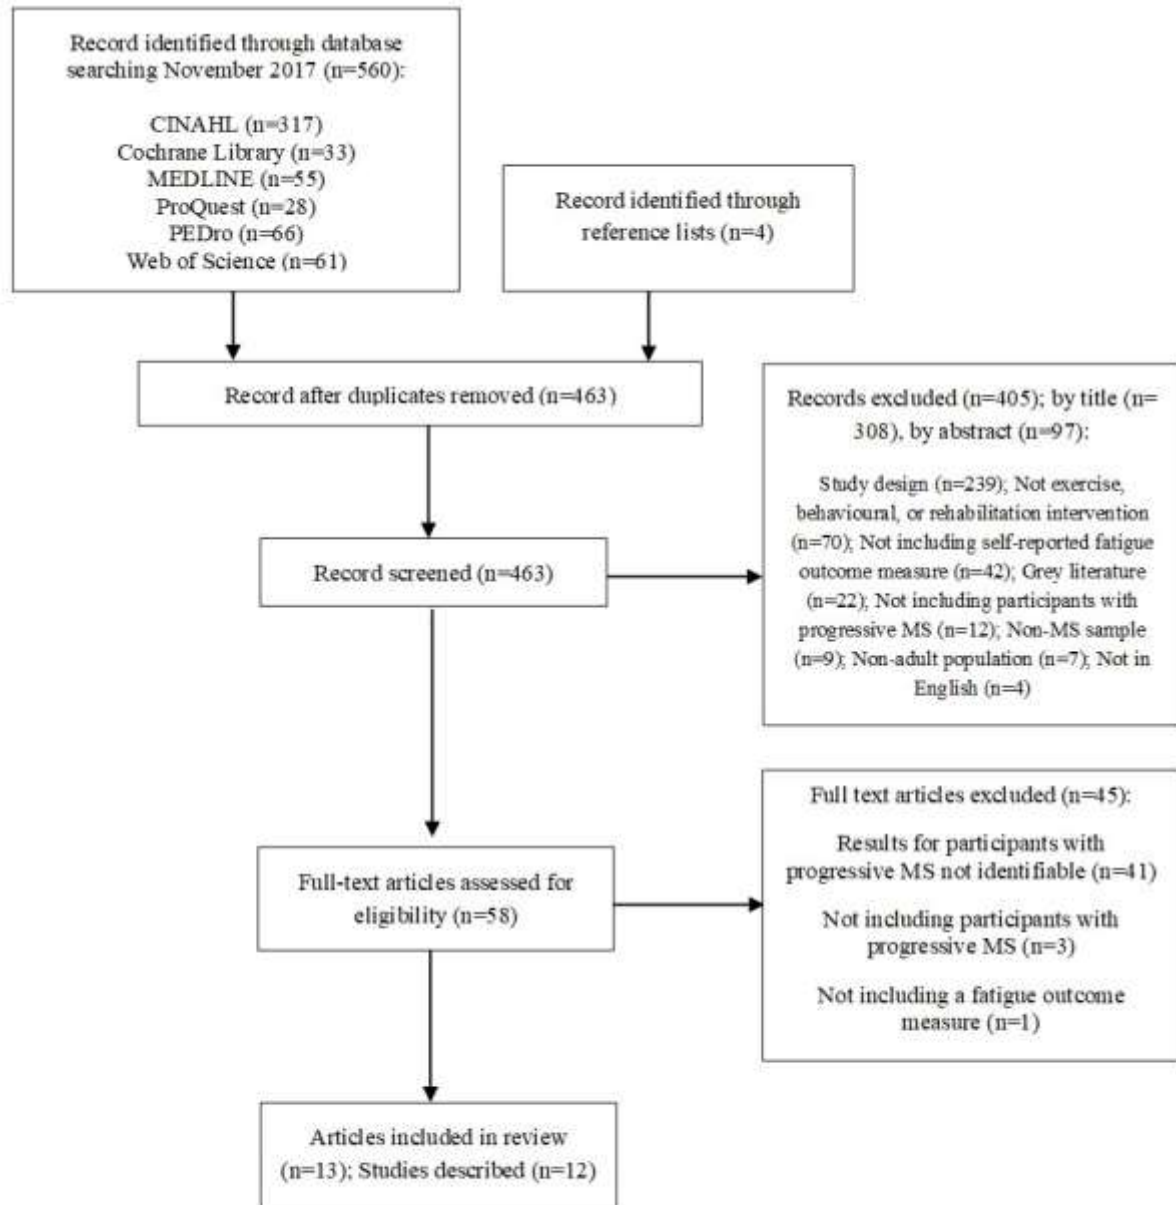 Record identified through database
searching November 2017 (n=560):
CINAHL (n=317)
Cochrane Library (n=33)
MEDLINE (n=55)
ProQuest (n=28)
PEDro (n=66)
Web of Science (n=61)
Record identified through
reference lists (n=4)
Record after duplicates removed (n=463)
Records excluded (n=405); by title (n=
308), by abstract (n=97):
Study design (n=239); Not exercise,
behavioural, or rehabilitation intervention
(n=70); Not including self-reported fatigue
outcome measure (n=42); Grey literature
(n=22); Not including participants with
progressive MS (n=12); Non-MS sample
(n=9); Non-adult population (n=7); Not in
English (n=4)
Record screened (n=463)
Full text articles excluded (n=45):
Results for participants with
progressive MS not identifiable (n=41)
Not including participants with
progressive MS (n=3)
Not including a fatigue outcome
measure (n=1)
Full-text articles assessed for
eligibility (n=58)
Articles included in review
(n=13); Studies described (n=12)